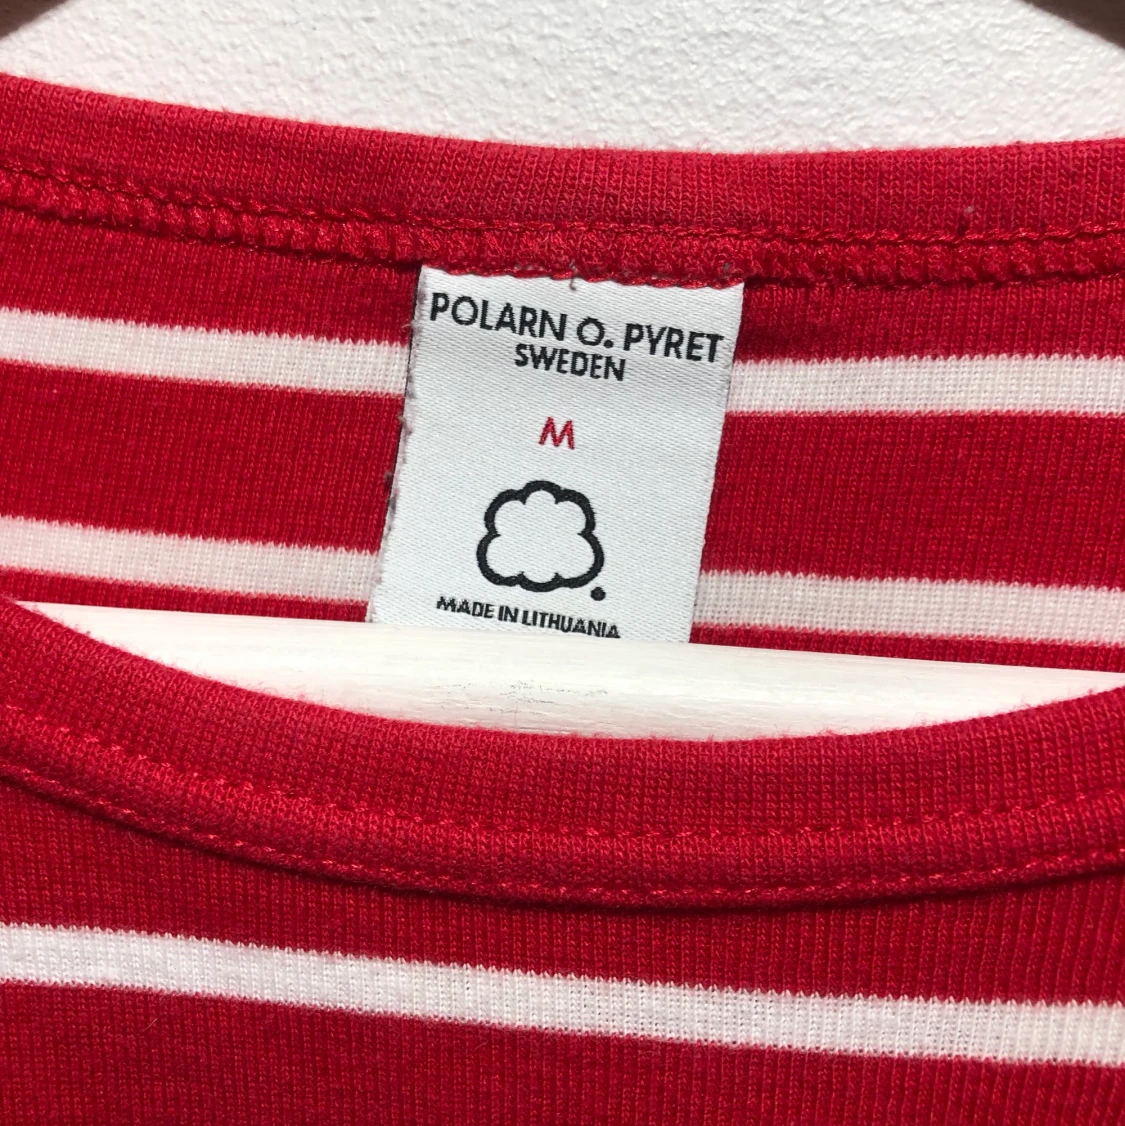 POLARN O. PYRET
SWEDEN
M
MADE IN LITHUANIA